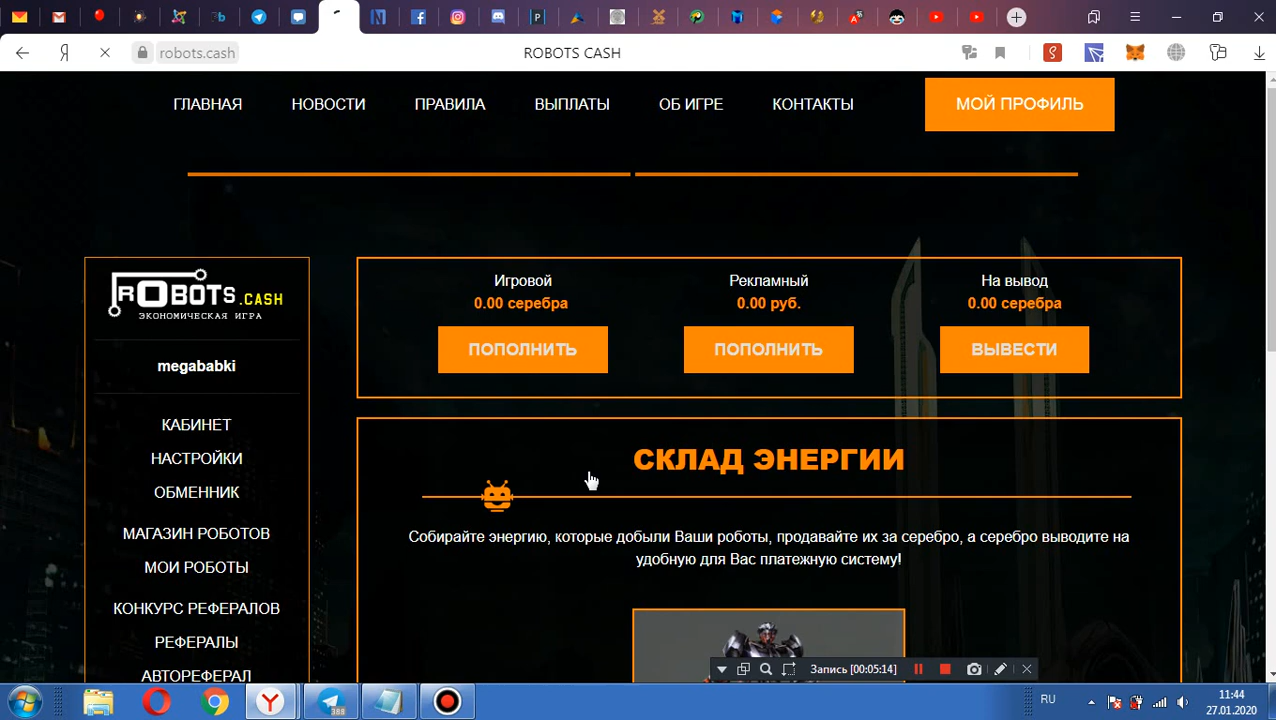 robots.cash
ROBOTS CASH
ГЛАВНАЯ НОВОСТИ ПРАВИЛА ВЫПЛАТЫ ОБ ИГРЕ КОНТАКТЫ МОЙ ПРОФИЛЬ
ROBOTS.CASH
ЭКОНОМИЧЕСКАЯ ИГРА
megababki
КАБИНЕТ
НАСТРОЙКИ
ОБМЕННИК
МАГАЗИН РОБОТОВ
МОИ РОБОТЫ
КОНКУРС РЕФЕРАЛОВ
РЕФЕРАЛЫ
АВТОРЕФЕРАЛ
Игровой Рекламный На вывод
0.00 серебра 0.00 руб. 0.00 серебра
ПОПОЛНИТЬ ПОПОЛНИТЬ ВЫВЕСТИ
СКЛАД ЭНЕРГИИ
Собирайте энергию, которые добыли Ваши роботы, продавайте их за серебро, а серебро выводите на
удобную для Вас платежную систему!
Запись [00:05:14]
388
RU
11:44
27.01.2020